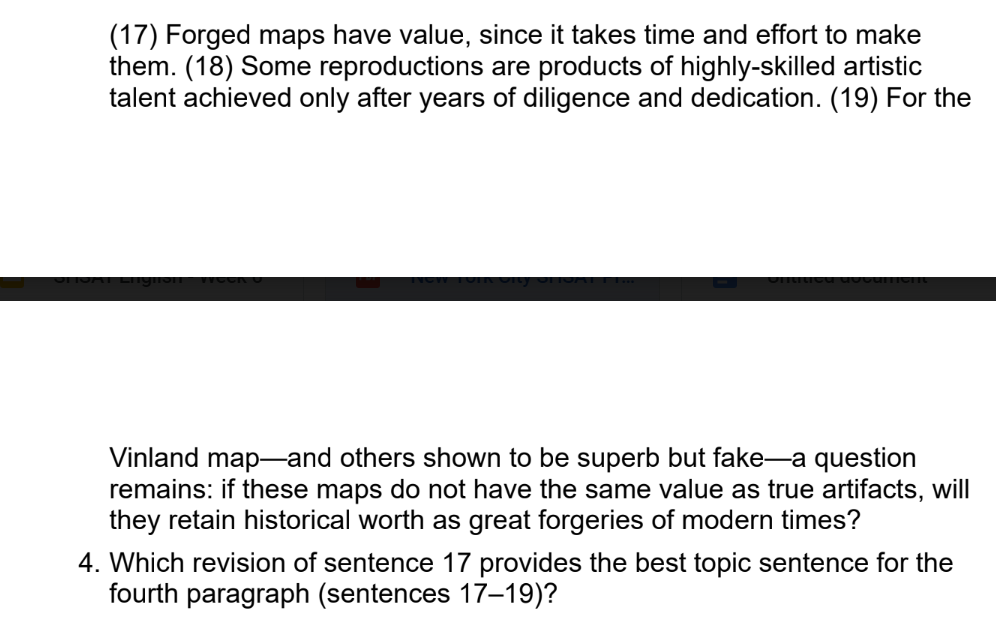 (17) Forged maps have value, since it takes time and effort to make
them. (18) Some reproductions are products of highly-skilled artistic
talent achieved only after years of diligence and dedication. (19) For the
Vinland map—and others shown to be superb but fake—a question
remains: if these maps do not have the same value as true artifacts, will
they retain historical worth as great forgeries of modern times?
4. Which revision of sentence 17 provides the best topic sentence for the
fourth paragraph (sentences 17–19)?